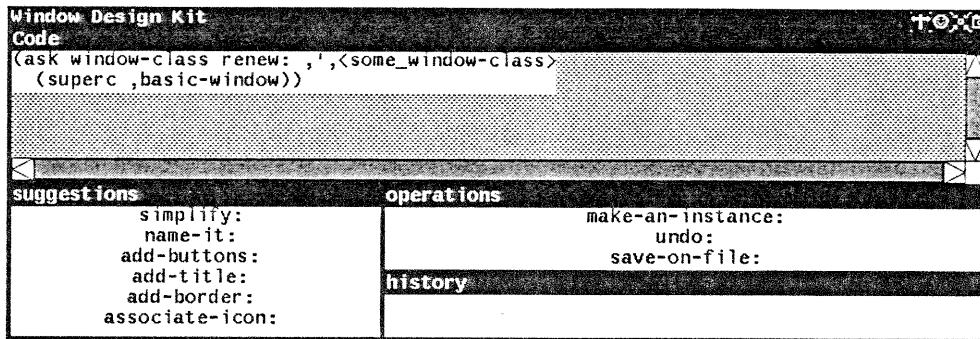 Window Design Kit
Code
(ask window-class renew: ,',<some_window-class>
(superc ,basic-window))
suggestions
operations
simplify:
name-it:
add-buttons:
add-title:
add-border:
associate-icon:
make-an-instance:
undo:
save-on-file:
history